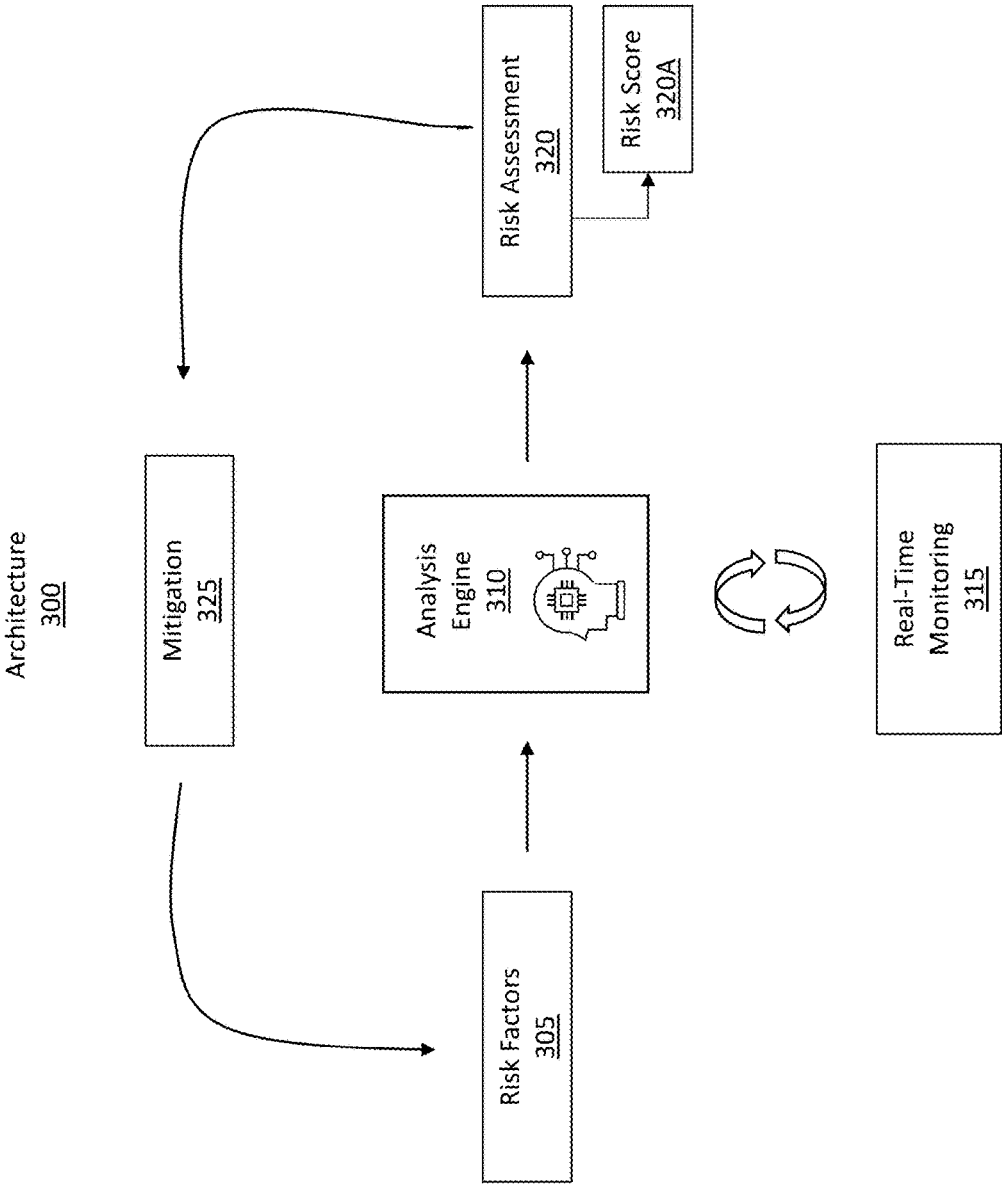 Architecture
300
Mitigation
325
Risk Factors
305
Analysis
Engine
310
Risk Assessment
320
Risk Score
320A
Real-Time
Monitoring
315